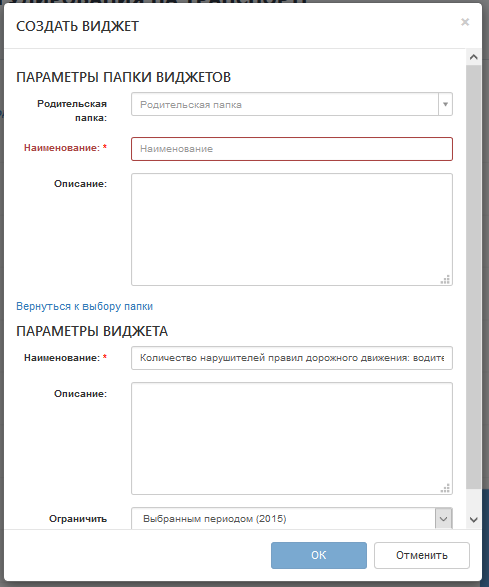 СОЗДАТЬ ВИДЖЕТ
×
ПАРАМЕТРЫ ПАПКИ ВИДЖЕТОВ
Родительская папка:
Родительская папка
Наименование: *
Наименование
Описание:
Вернуться к выбору папки
ПАРАМЕТРЫ ВИДЖЕТА
Наименование: *
Количество нарушителей правил дорожного движения: водите
Описание:
Ограничить
Выбранным периодом (2015)
OK
Отменить